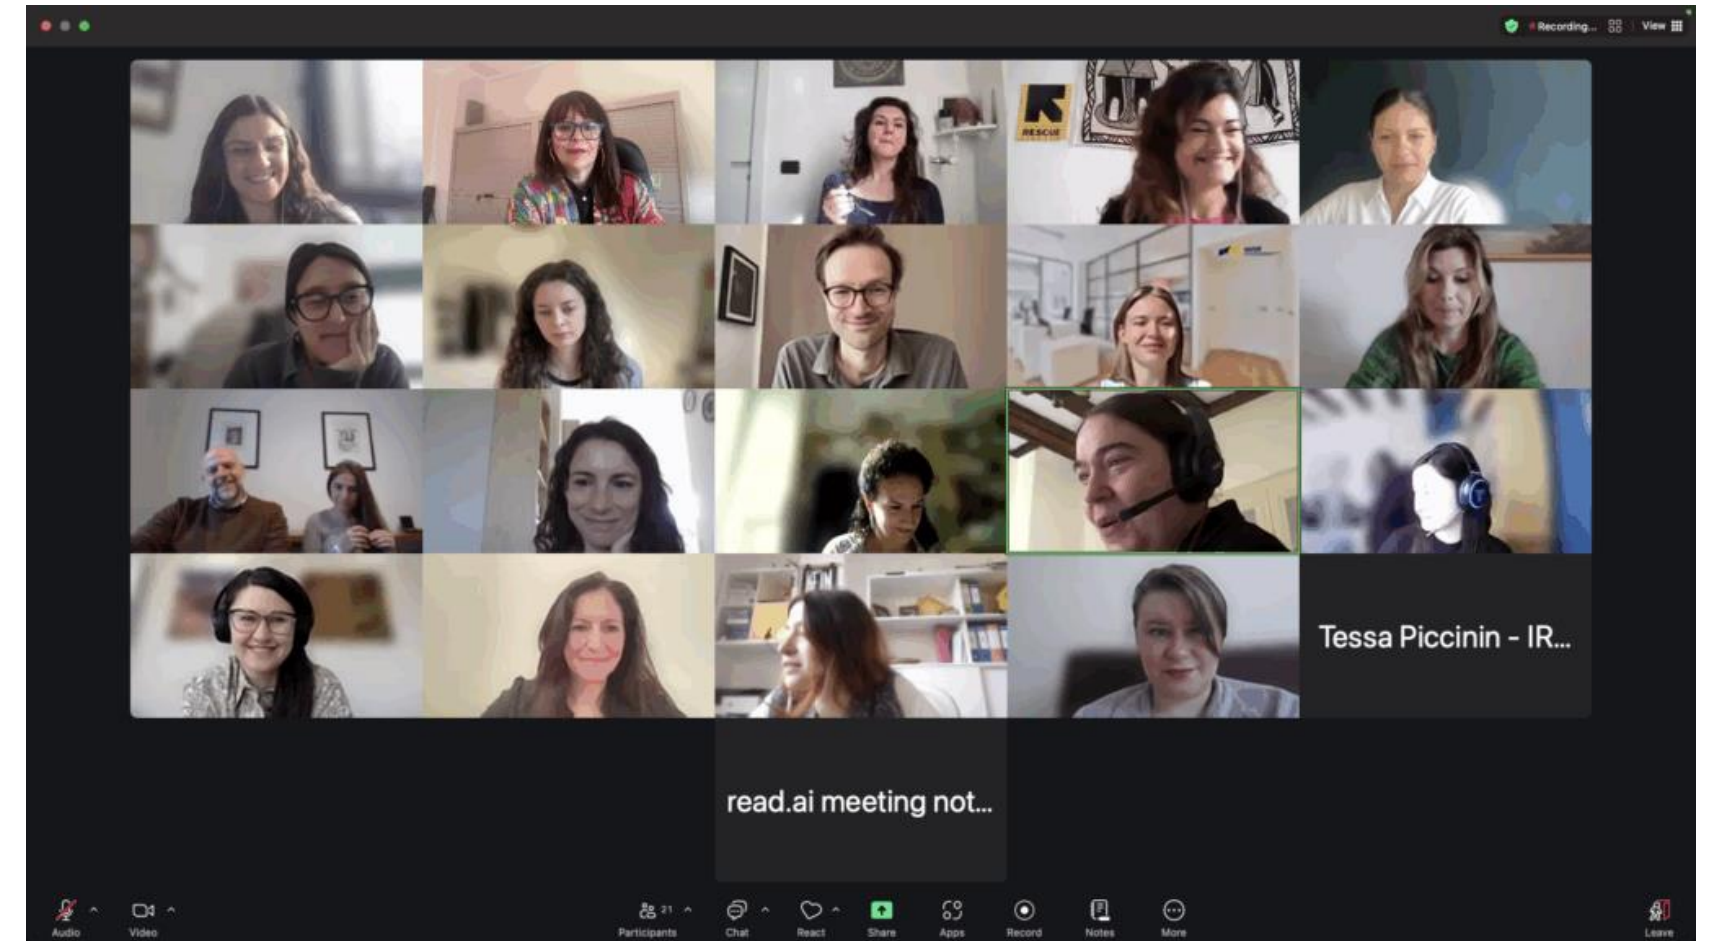 Recording...
View
RESCUE
Tessa Piccinin - IR...
read.ai meeting not...
Audio
Video
21
Participants
Chat
React
Share
Apps
Record
Notes
More
Leave